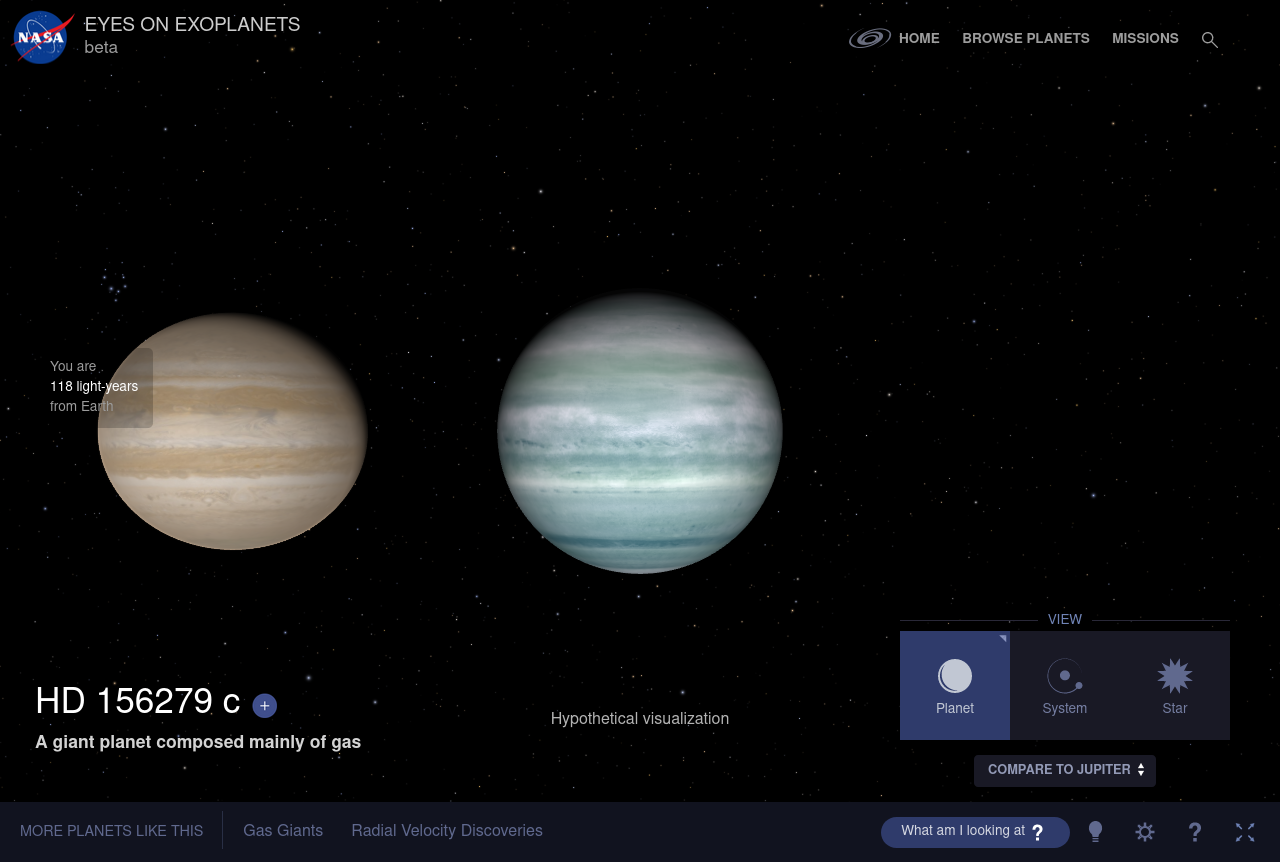 NASA
EYES ON EXOPLANETS
beta
HOME
BROWSE PLANETS
MISSIONS
You are
118 light-years
from Earth
HD 156279 c +
A giant planet composed mainly of gas
Hypothetical visualization
VIEW
Planet
System
Star
COMPARE TO JUPITER
MORE PLANETS LIKE THIS
Gas Giants
Radial Velocity Discoveries
What am I looking at ?
?